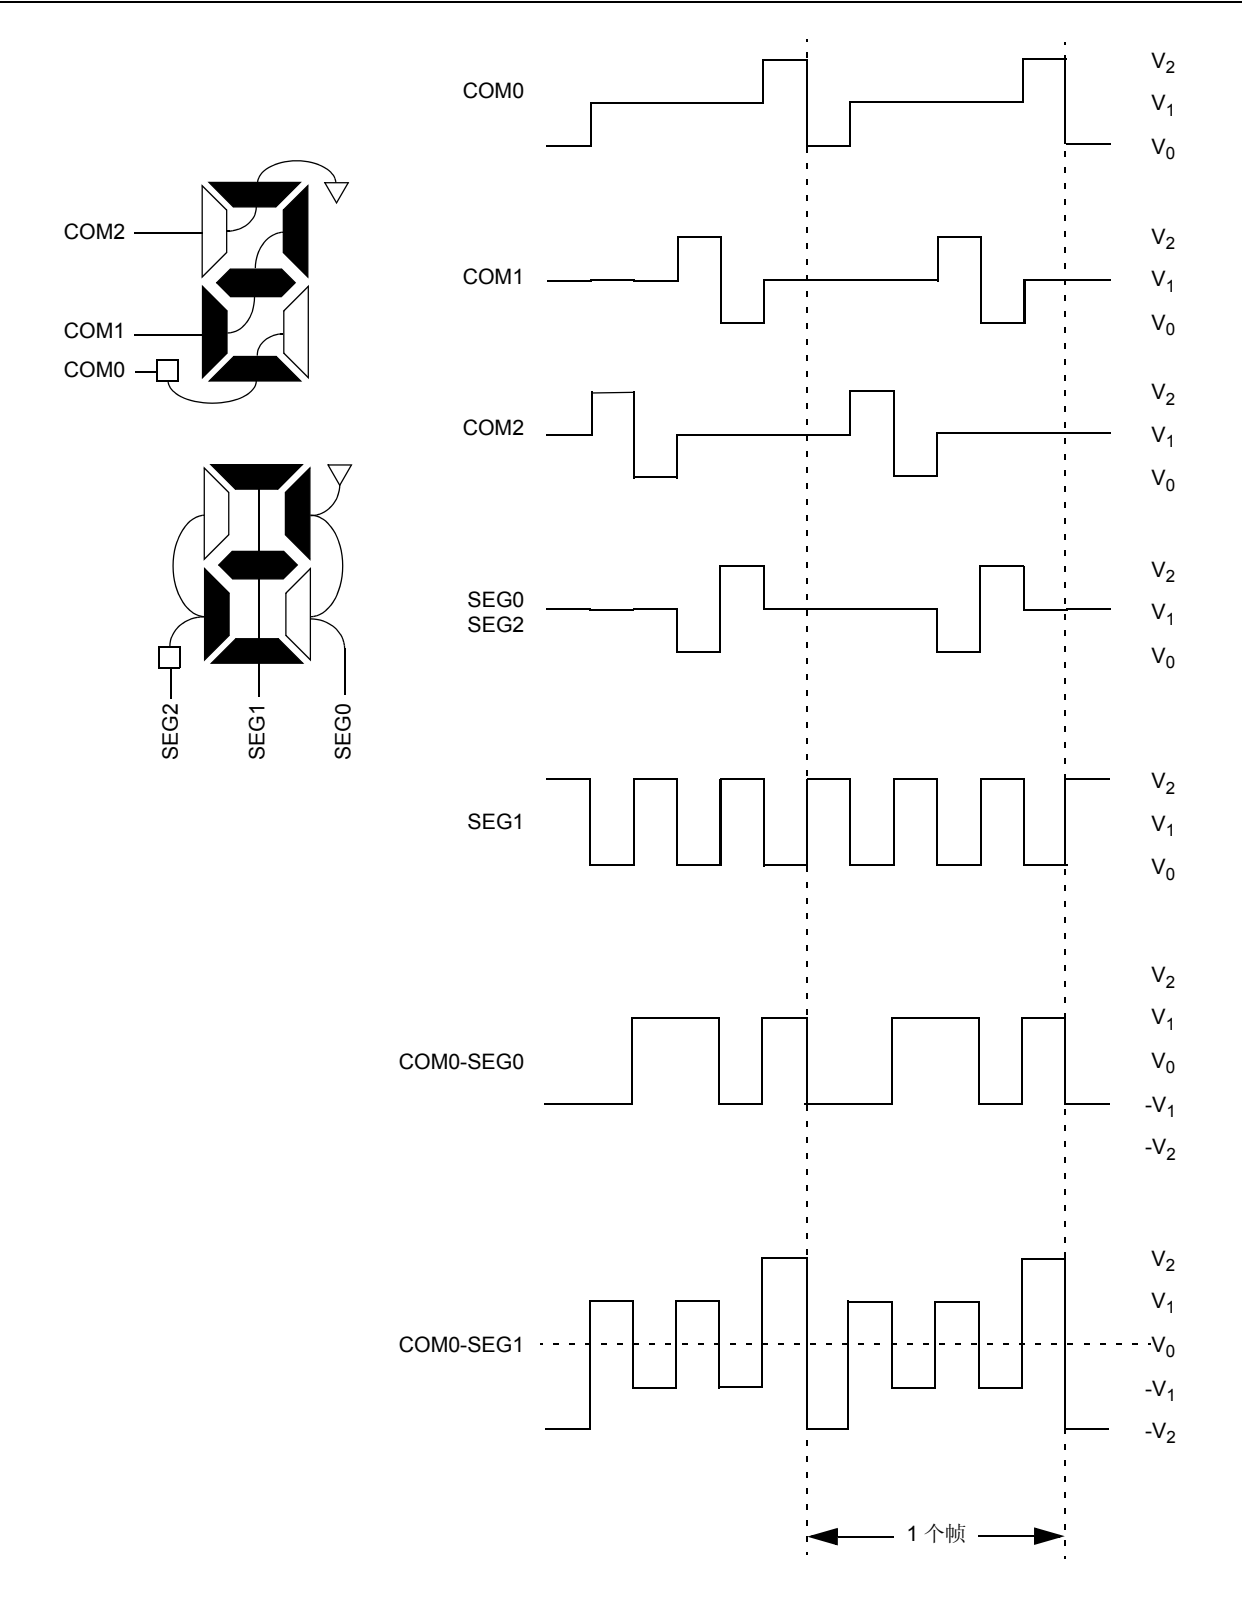 COM0
V2
V1
V0
COM2
COM1
COM0
COM1
V2
V1
V0
COM2
V2
V1
V0
SEG0
SEG2
V2
V1
V0
SEG2
SEG1
SEG0
SEG1
V2
V1
V0
COM0-SEG0
V2
V1
V0
-V1
-V2
COM0-SEG1
V2
V1
V0
-V1
-V2
1 个帧